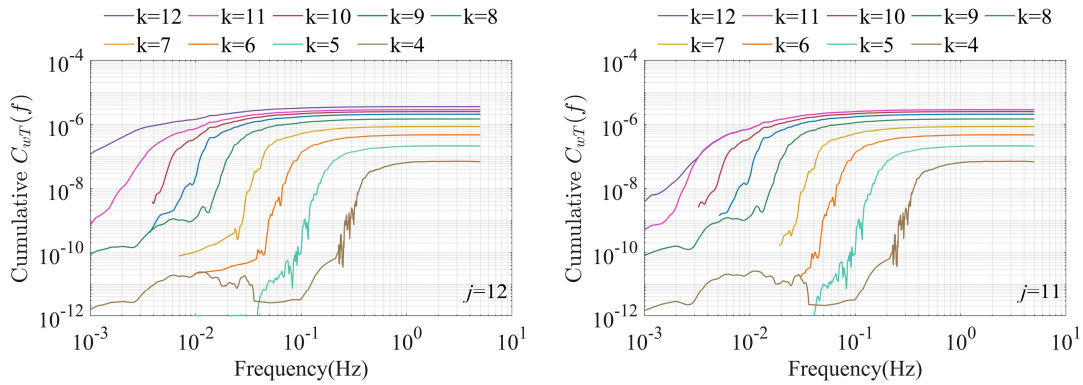 k=12 k=11 k=10 k=9 k=8
k=7 k=6 k=5 k=4
10^-4
10^-6
10^-8
10^-10
10^-12
Cumulative C_wT(f)
j=12
10^-3 10^-2 10^-1 10^0 10^1
Frequency(Hz)
k=12 k=11 k=10 k=9 k=8
k=7 k=6 k=5 k=4
10^-4
10^-6
10^-8
10^-10
10^-12
Cumulative C_wT(f)
j=11
10^-3 10^-2 10^-1 10^0 10^1
Frequency(Hz)